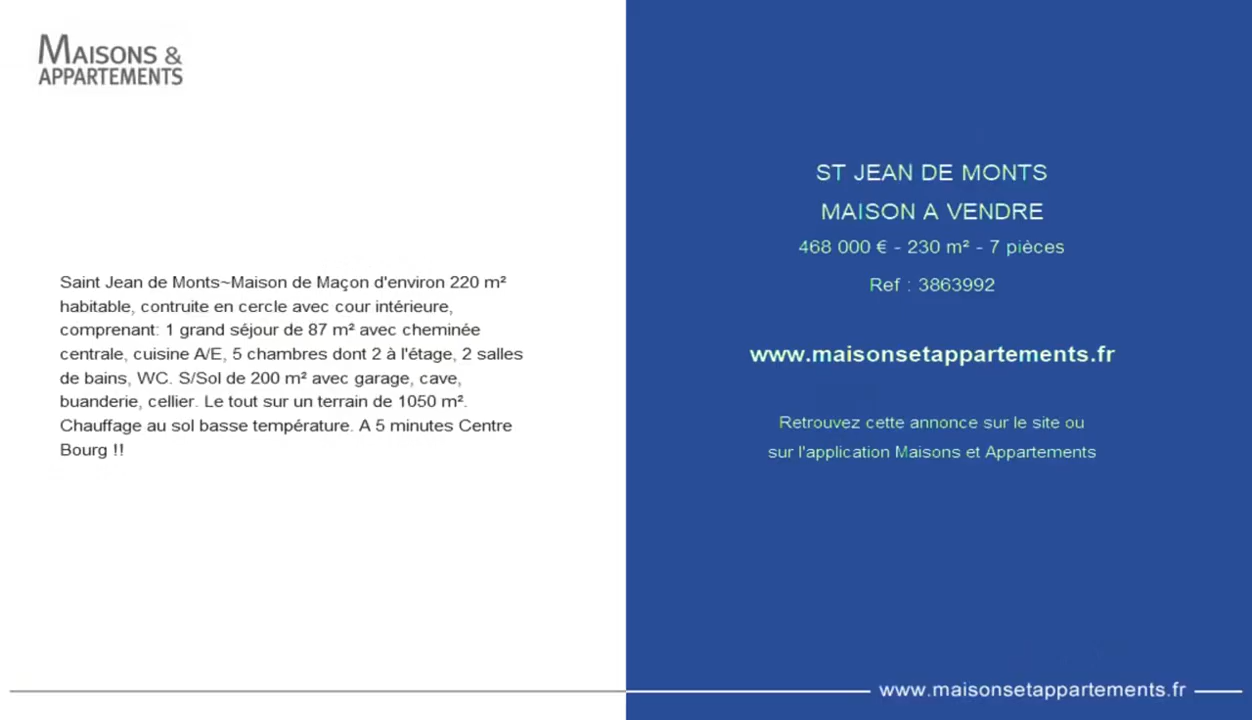 MAISONS &
APPARTEMENTS
Saint Jean de Monts~Maison de Maçon d'environ 220 m²
habitable, contruite en cercle avec cour intérieure,
comprenant: 1 grand séjour de 87 m² avec cheminée
centrale, cuisine A/E, 5 chambres dont 2 à l'étage, 2 salles
de bains, WC. S/Sol de 200 m² avec garage, cave,
buanderie, cellier. Le tout sur un terrain de 1050 m².
Chauffage au sol basse température. A 5 minutes Centre
Bourg !!
ST JEAN DE MONTS
MAISON A VENDRE
468 000 € - 230 m² - 7 pièces
Ref : 3863992
www.maisonsetappartements.fr
Retrouvez cette annonce sur le site ou
sur l'application Maisons et Appartements
www.maisonsetappartements.fr